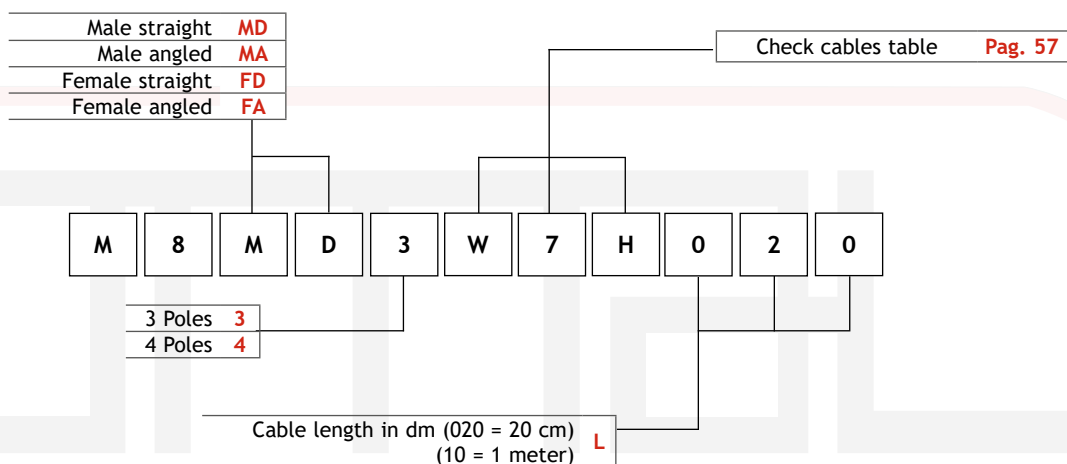 Male straight MD
Male angled MA
Female straight FD
Female angled FA
Check cables table Pag. 57
M 8 M D 3 W 7 H 0 2 0
3 Poles 3
4 Poles 4
Cable length in dm (020 = 20 cm) L
(10 = 1 meter)